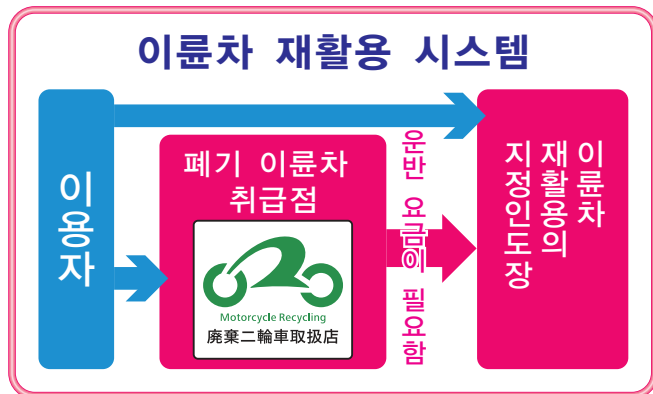 이륜차 재활용 시스템
이용자
폐기 이륜차
취급점
Motorcycle Recycling
廃棄二輪車取扱店
운반 요금이 필요함
이륜차
재활용의
지정인도장